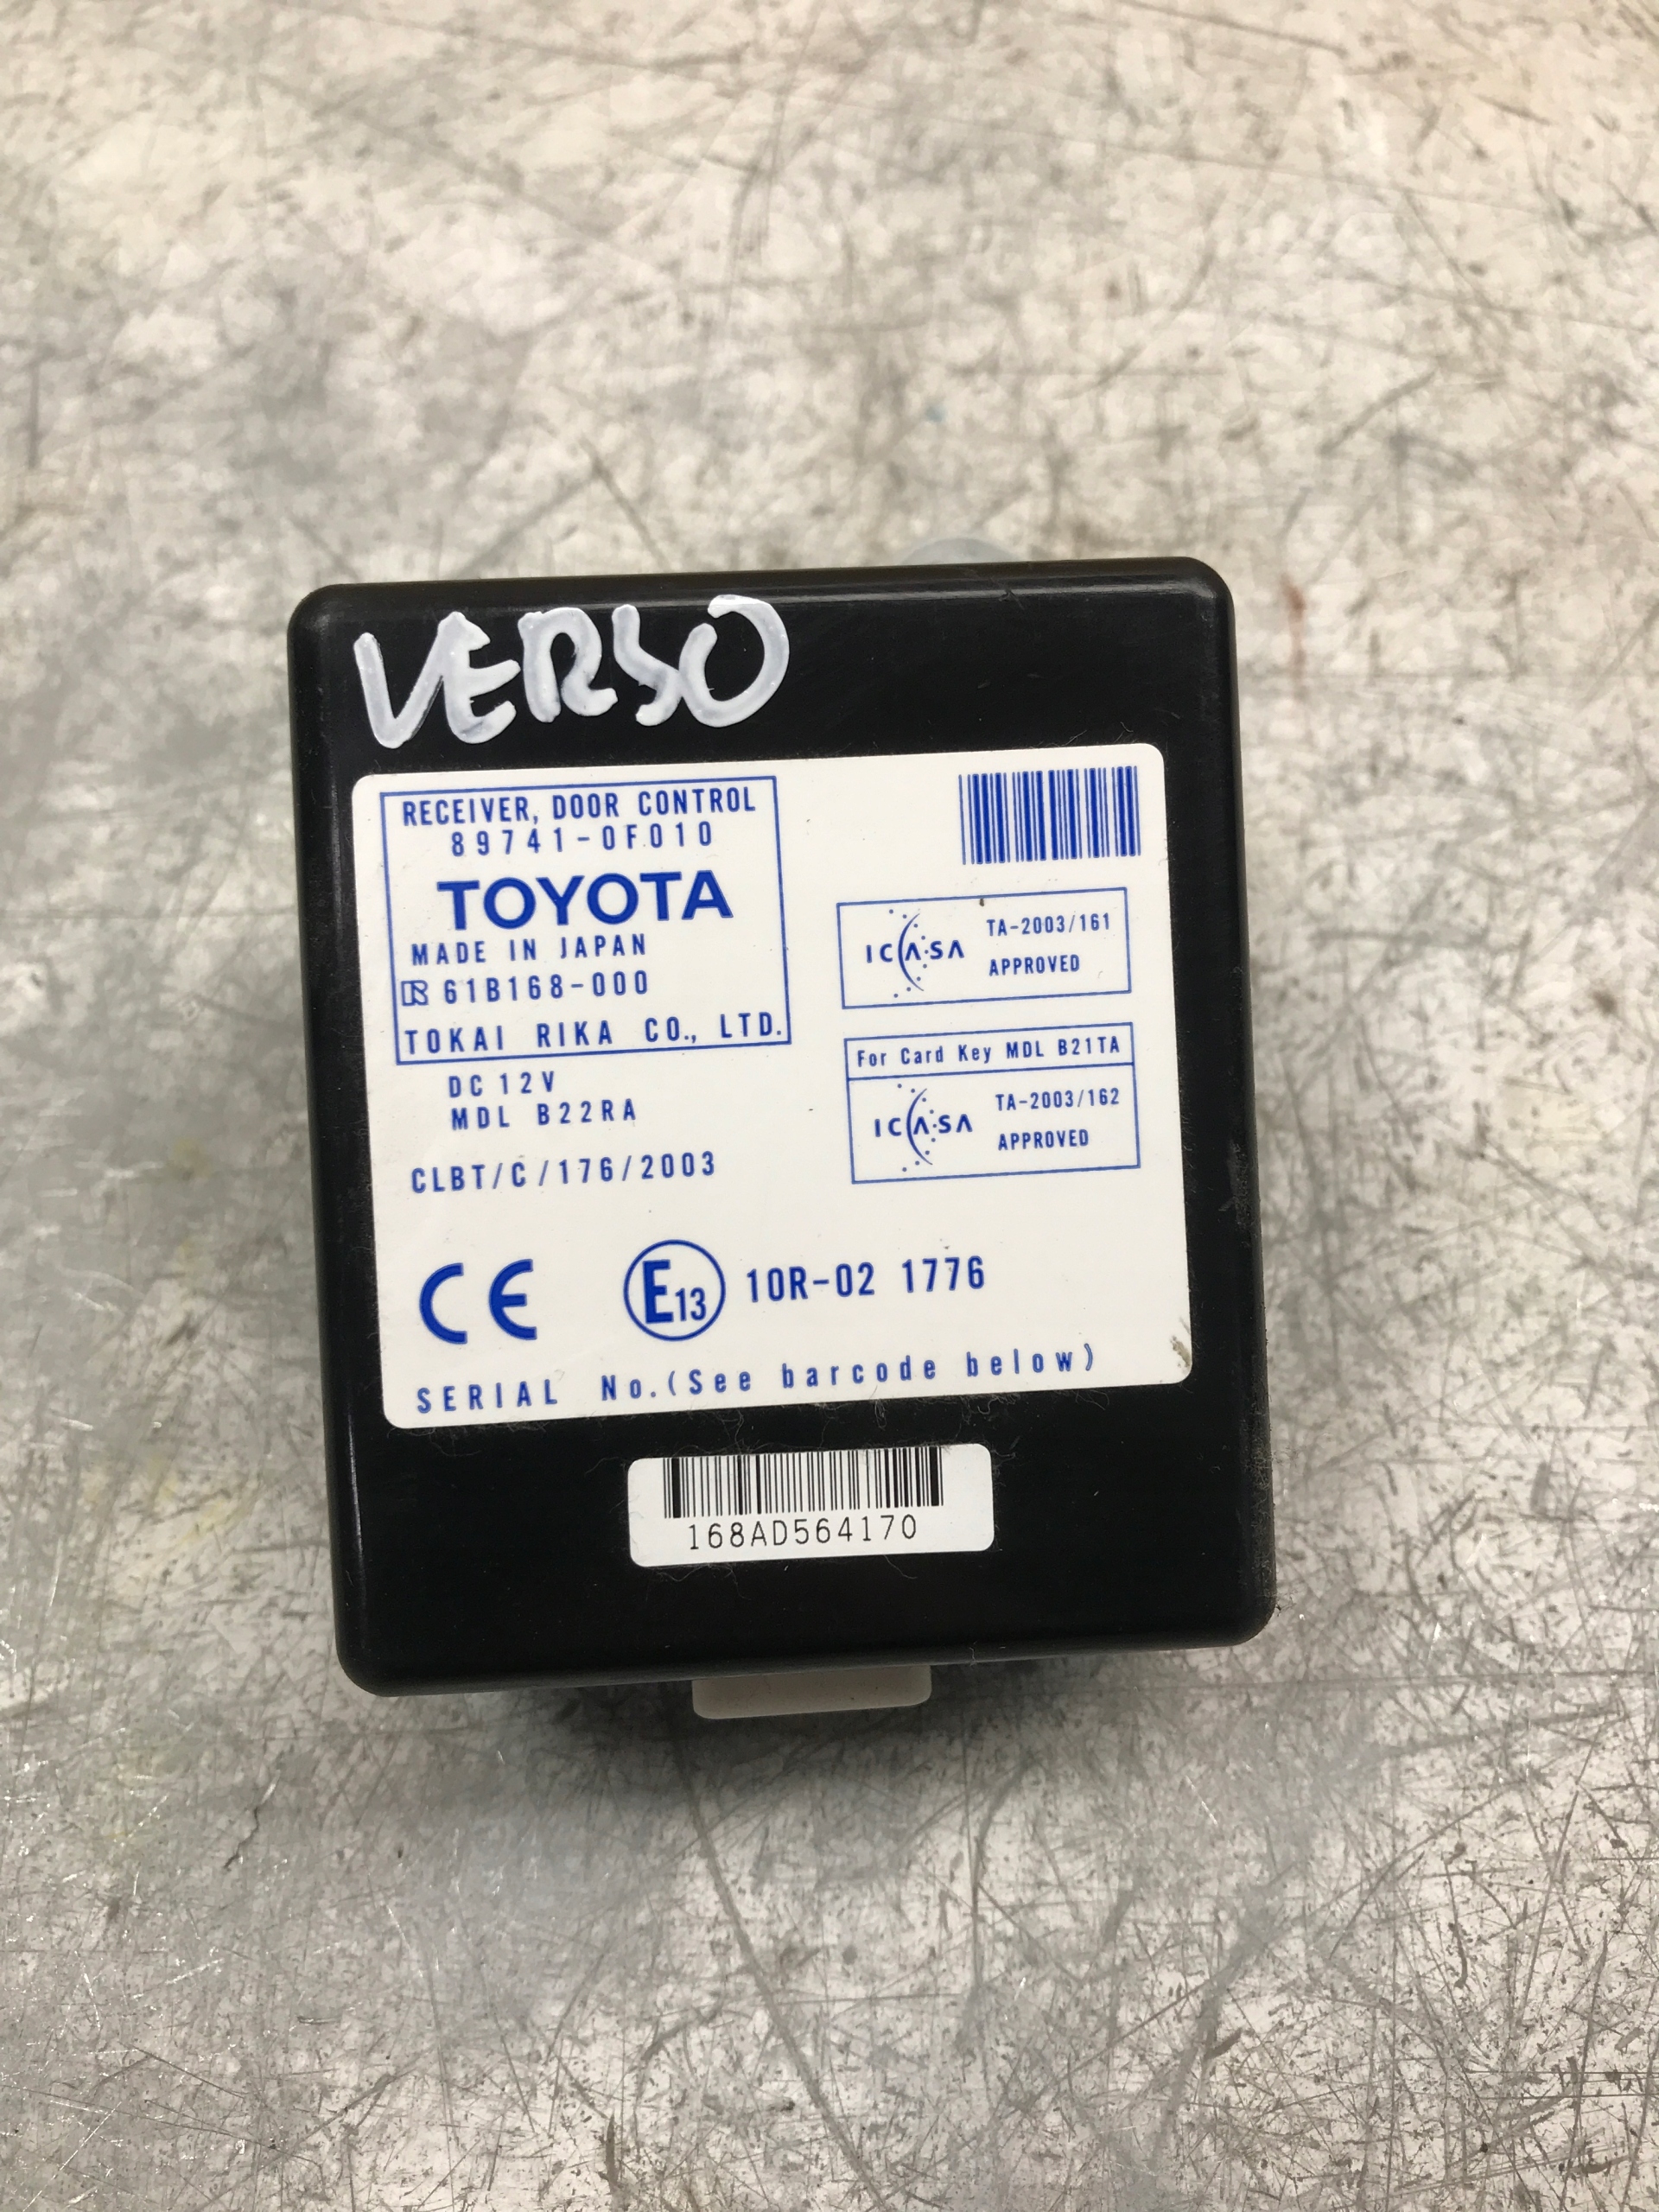 VERSO
RECEIVER, DOOR CONTROL
89741-0F010
TOYOTA
MADE IN JAPAN
61B168-000
TOKAI RIKA CO., LTD.
DC 12V
MDL B22RA
CLBT/C/176/2003
ICASA TA-2003/161
APPROVED
For Card Key MDL B21TA
ICASA TA-2003/162
APPROVED
CE E13 10R-02 1776
SERIAL No.(See barcode below)
168AD564170